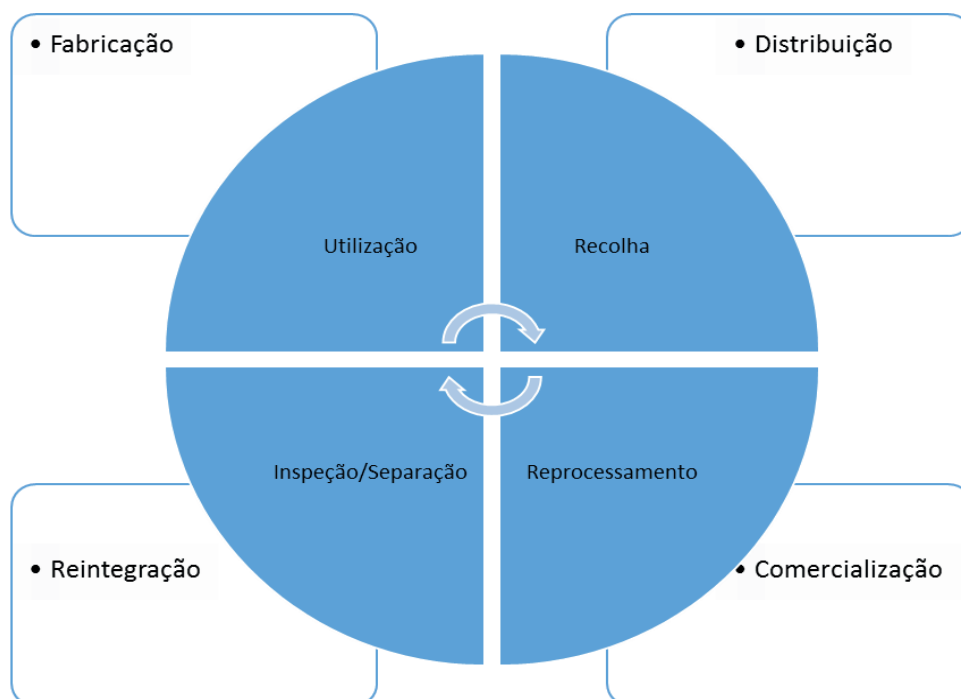 • Fabricação
• Distribuição
Utilização
Recolha
Inspeção/Separação
Reprocessamento
• Reintegração
• Comercialização